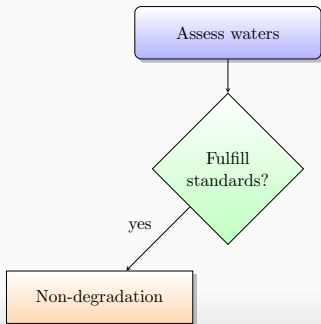 Assess waters
Fulfill
standards?
yes
Non-degradation